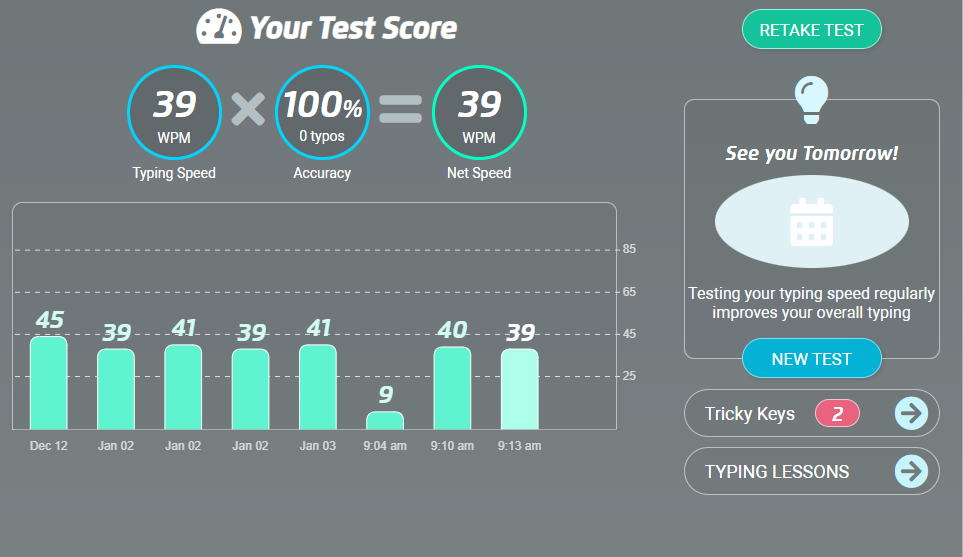 Your Test Score
RETAKE TEST
39
WPM
Typing Speed
100%
0 typos
Accuracy
39
WPM
Net Speed
See you Tomorrow!
Testing your typing speed regularly
improves your overall typing
NEW TEST
Tricky Keys 2
TYPING LESSONS
85
65
45
25
45 39 41 39 41 9 40 39
Dec 12 Jan 02 Jan 02 Jan 02 Jan 03 9:04 am 9:10 am 9:13 am